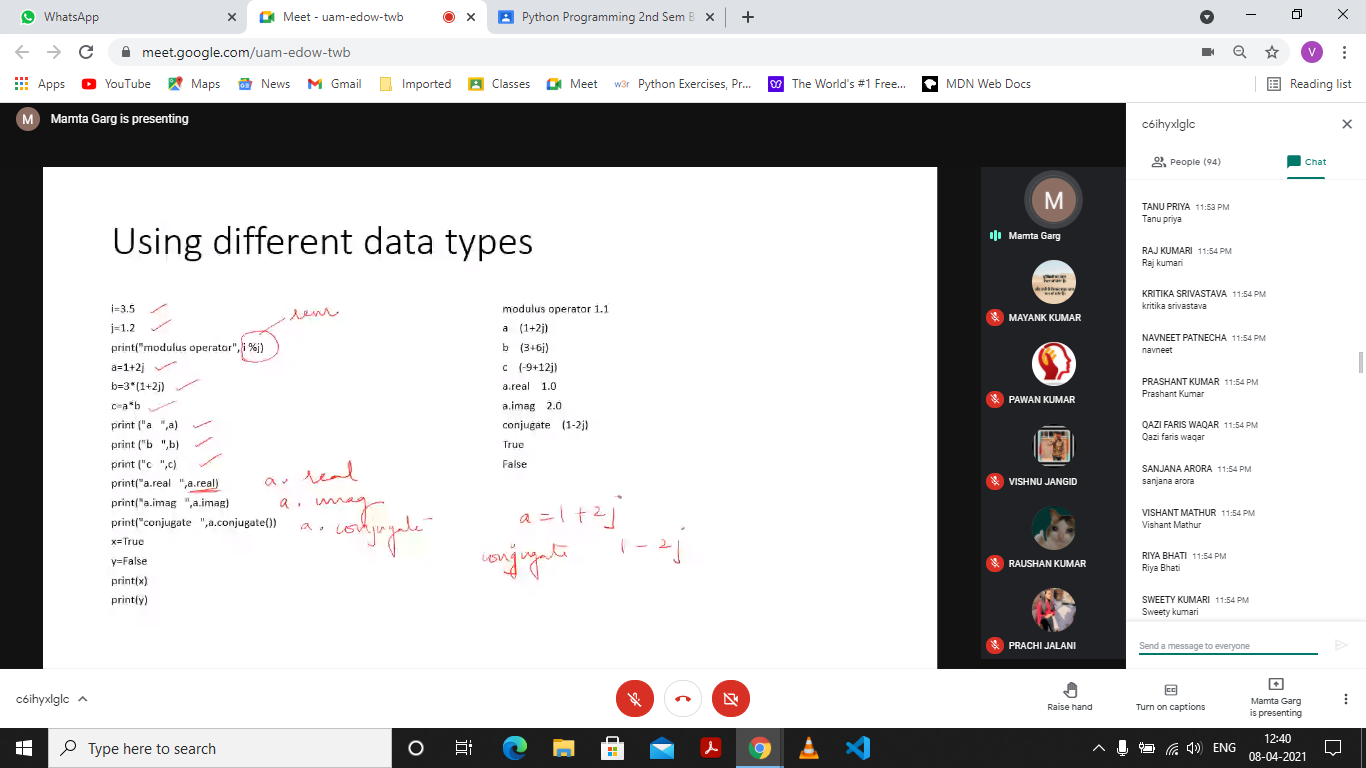 WhatsApp
Meet - uam-edow-twb
Python Programming 2nd Sem B
meet.google.com/uam-edow-twb
V
Apps
YouTube
Maps
News
Gmail
Imported
Classes
Meet
w3r Python Exercises, Pr...
The World's #1 Free...
MDN Web Docs
Reading list
M Mamta Garg is presenting
Using different data types
i=3.5
j=1.2
print("modulus operator", i %j)
a=1+2j
b=3*(1+2j)
c=a*b
print ("a ",a)
print ("b ",b)
print ("c ",c)
print("a.real ",a.real)
print("a.imag ",a.imag)
print("conjugate ",a.conjugate())
x=True
y=False
print(x)
print(y)
a. real
a. imag
a. conjugate
modulus operator 1.1
a (1+2j)
b (3+6j)
c (-9+12j)
a.real 1.0
a.imag 2.0
conjugate (1-2j)
True
False
a = 1 + 2j
conjugate 1 - 2j
M
Mamta Garg
MAYANK KUMAR
PAWAN KUMAR
VISHNU JANGID
RAUSHAN KUMAR
PRACHI JALANI
c6ihyxlglc
People (94)
Chat
TANU PRIYA 11:53 PM
Tanu priya
RAJ KUMARI 11:54 PM
Raj kumari
KRITIKA SRIVASTAVA 11:54 PM
kritika srivastava
NAVNEET PATNECHA 11:54 PM
navneet
PRASHANT KUMAR 11:54 PM
Prashant Kumar
QAZI FARIS WAQAR 11:54 PM
Qazi faris waqar
SANJANA ARORA 11:54 PM
sanjana arora
VISHANT MATHUR 11:54 PM
Vishant Mathur
RIYA BHATI 11:54 PM
Riya Bhati
SWEETY KUMARI 11:54 PM
Sweety kumari
Send a message to everyone
c6ihyxlglc
Raise hand
Turn on captions
Mamta Garg
is presenting
Type here to search
ENG
12:40
08-04-2021